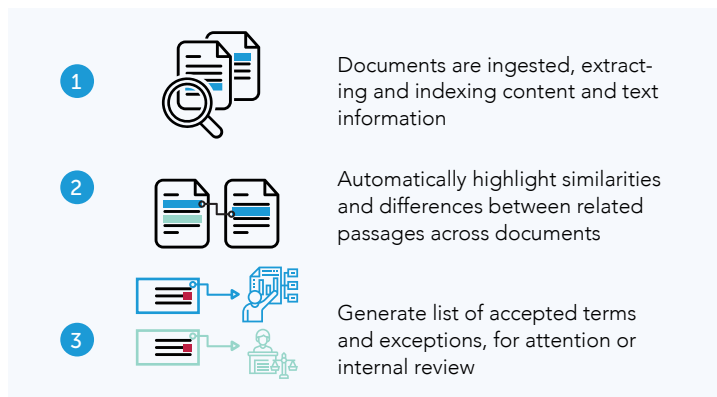 1
Documents are ingested, extract-
ing and indexing content and text
information
2
Automatically highlight similarities
and differences between related
passages across documents
3
Generate list of accepted terms
and exceptions, for attention or
internal review